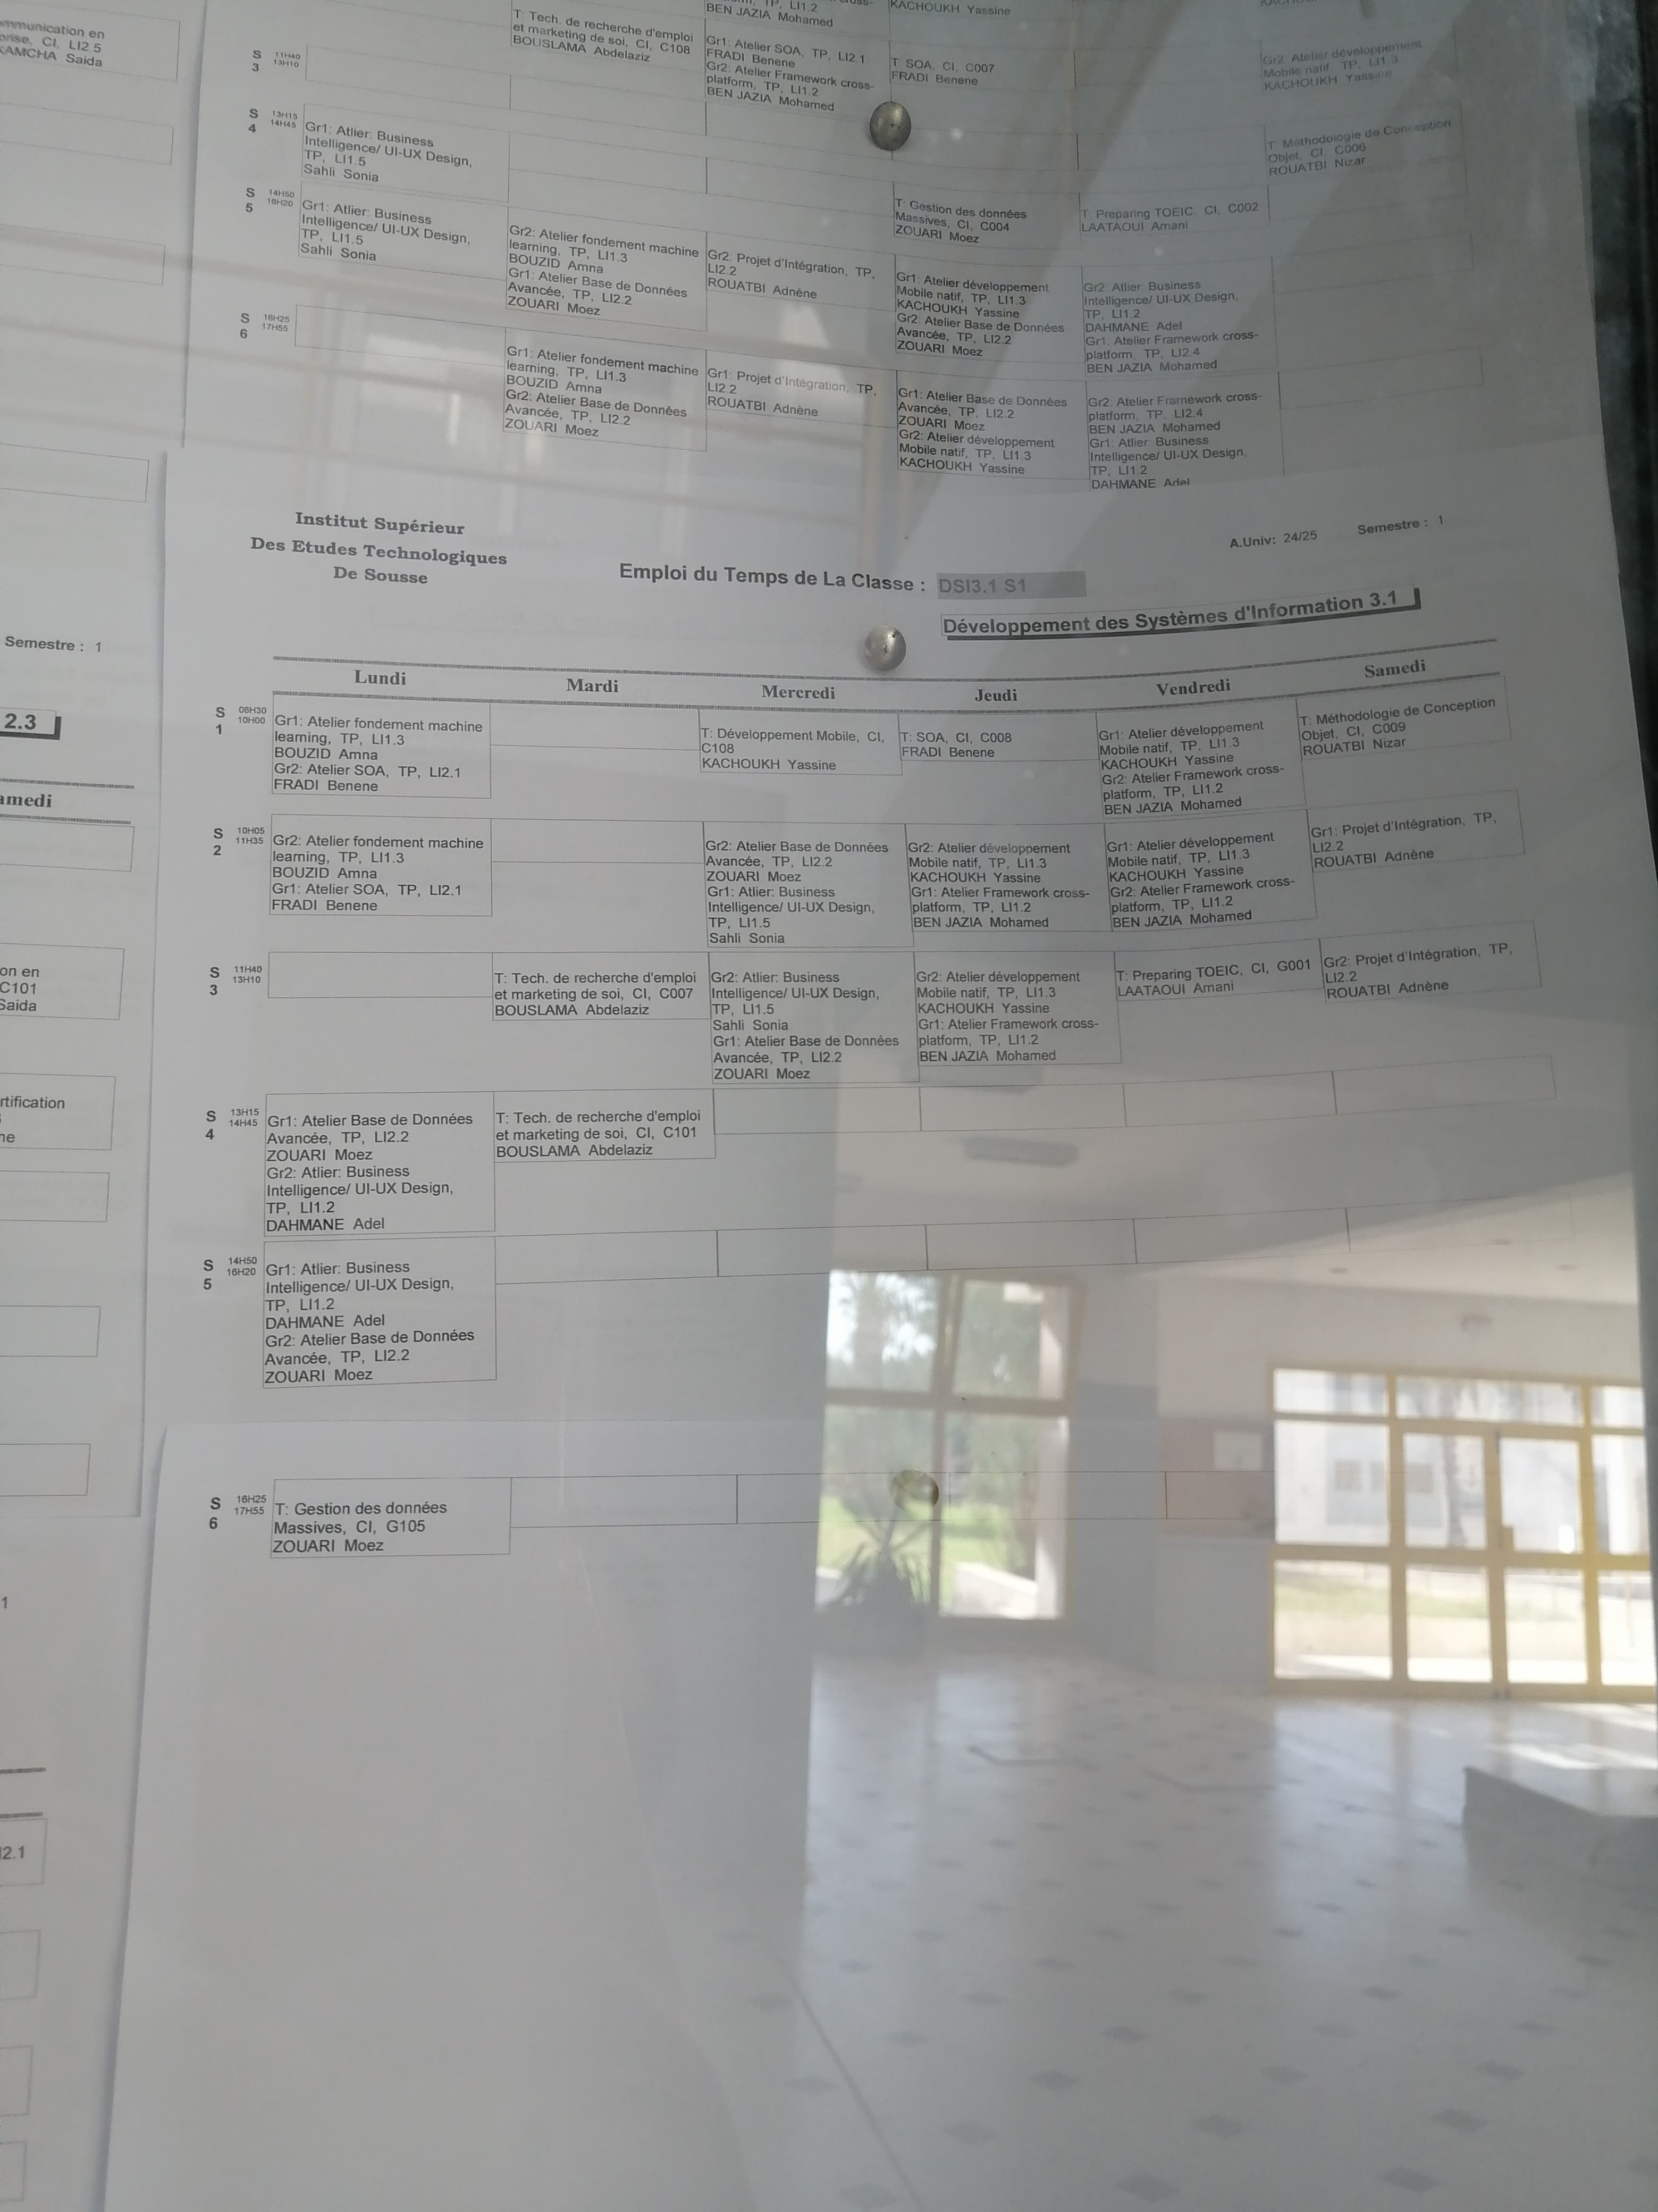 mmunication en
prise, CI, LI2.5
KAMCHA Saida
LI1.2
BEN JAZIA Mohamed
KACHOUKH Yassine
T: Tech. de recherche d'emploi
et marketing de soi, CI, C108
BOUSLAMA Abdelaziz
S 3
11H40
13H10
Gr1: Atelier SOA, TP, LI2.1
FRADI Benene
Gr2: Atelier Framework cross-
platform, TP, LI1.2
BEN JAZIA Mohamed
T: SOA, CI, C007
FRADI Benene
Gr2: Atelier développement
Mobile natif, TP, LI1.3
KACHOUKH Yassine
S 4
13H15
14H45
Gr1: Atlier: Business
Intelligence/ UI-UX Design,
TP, LI1.5
Sahli Sonia
T: Gestion des données
Massives, CI, C004
ZOUARI Moez
T: Preparing TOEIC, CI, C002
LAATAOUI Amani
T: Méthodologie de Conception
Objet, CI, C006
ROUATBI Nizar
S 5
14H50
16H20
Gr1: Atlier: Business
Intelligence/ UI-UX Design,
TP, LI1.5
Sahli Sonia
Gr2: Atelier fondement machine
learning, TP, LI1.3
BOUZID Amna
Gr1: Atelier Base de Données
Avancée, TP, LI2.2
ZOUARI Moez
Gr2: Projet d'Intégration, TP,
LI2.2
ROUATBI Adnène
Gr1: Atelier développement
Mobile natif, TP, LI1.3
KACHOUKH Yassine
Gr2: Atelier Base de Données
Avancée, TP, LI2.2
ZOUARI Moez
Gr2: Atlier: Business
Intelligence/ UI-UX Design,
TP, LI1.2
DAHMANE Adel
Gr1: Atelier Framework cross-
platform, TP, LI2.4
BEN JAZIA Mohamed
S 6
16H25
17H55
Gr1: Atelier fondement machine
learning, TP, LI1.3
BOUZID Amna
Gr2: Atelier Base de Données
Avancée, TP, LI2.2
ZOUARI Moez
Gr1: Projet d'Intégration, TP,
LI2.2
ROUATBI Adnène
Gr1: Atelier Base de Données
Avancée, TP, LI2.2
ZOUARI Moez
Gr2: Atelier développement
Mobile natif, TP, LI1.3
KACHOUKH Yassine
Gr2: Atelier Framework cross-
platform, TP, LI2.4
BEN JAZIA Mohamed
Gr1: Atlier: Business
Intelligence/ UI-UX Design,
TP, LI1.2
DAHMANE Adel
Institut Supérieur
Des Etudes Technologiques
De Sousse
Emploi du Temps de La Classe : DSI3.1 S1
A.Univ: 24/25 Semestre : 1
Développement des Systèmes d'Information 3.1
Lundi Mardi Mercredi Jeudi Vendredi Samedi
S 1
08H30
10H00
Gr1: Atelier fondement machine
learning, TP, LI1.3
BOUZID Amna
Gr2: Atelier SOA, TP, LI2.1
FRADI Benene
T: Développement Mobile, CI,
C108
KACHOUKH Yassine
T: SOA, CI, C008
FRADI Benene
Gr1: Atelier développement
Mobile natif, TP, LI1.3
KACHOUKH Yassine
Gr2: Atelier Framework cross-
platform, TP, LI1.2
BEN JAZIA Mohamed
T: Méthodologie de Conception
Objet, CI, C009
ROUATBI Nizar
S 2
10H05
11H35
Gr2: Atelier fondement machine
learning, TP, LI1.3
BOUZID Amna
Gr1: Atelier SOA, TP, LI2.1
FRADI Benene
Gr2: Atelier Base de Données
Avancée, TP, LI2.2
ZOUARI Moez
Gr1: Atlier: Business
Intelligence/ UI-UX Design,
TP, LI1.5
Sahli Sonia
Gr2: Atelier développement
Mobile natif, TP, LI1.3
KACHOUKH Yassine
Gr1: Atelier Framework cross-
platform, TP, LI1.2
BEN JAZIA Mohamed
Gr1: Atelier développement
Mobile natif, TP, LI1.3
KACHOUKH Yassine
Gr2: Atelier Framework cross-
platform, TP, LI1.2
BEN JAZIA Mohamed
Gr1: Projet d'Intégration, TP,
LI2.2
ROUATBI Adnène
S 3
11H40
13H10
T: Tech. de recherche d'emploi
et marketing de soi, CI, C007
BOUSLAMA Abdelaziz
Gr2: Atlier: Business
Intelligence/ UI-UX Design,
TP, LI1.5
Sahli Sonia
Gr1: Atelier Base de Données
Avancée, TP, LI2.2
ZOUARI Moez
Gr2: Atelier développement
Mobile natif, TP, LI1.3
KACHOUKH Yassine
Gr1: Atelier Framework cross-
platform, TP, LI1.2
BEN JAZIA Mohamed
T: Preparing TOEIC, CI, G001
LAATAOUI Amani
Gr2: Projet d'Intégration, TP,
LI2.2
ROUATBI Adnène
S 4
13H15
14H45
Gr1: Atelier Base de Données
Avancée, TP, LI2.2
ZOUARI Moez
Gr2: Atlier: Business
Intelligence/ UI-UX Design,
TP, LI1.2
DAHMANE Adel
T: Tech. de recherche d'emploi
et marketing de soi, CI, C101
BOUSLAMA Abdelaziz
S 5
14H50
16H20
Gr1: Atlier: Business
Intelligence/ UI-UX Design,
TP, LI1.2
DAHMANE Adel
Gr2: Atelier Base de Données
Avancée, TP, LI2.2
ZOUARI Moez
S 6
16H25
17H55
T: Gestion des données
Massives, CI, G105
ZOUARI Moez
Semestre : 1
2.3
amedi
on en
C101
Saida
rtification
ne
1
2.1